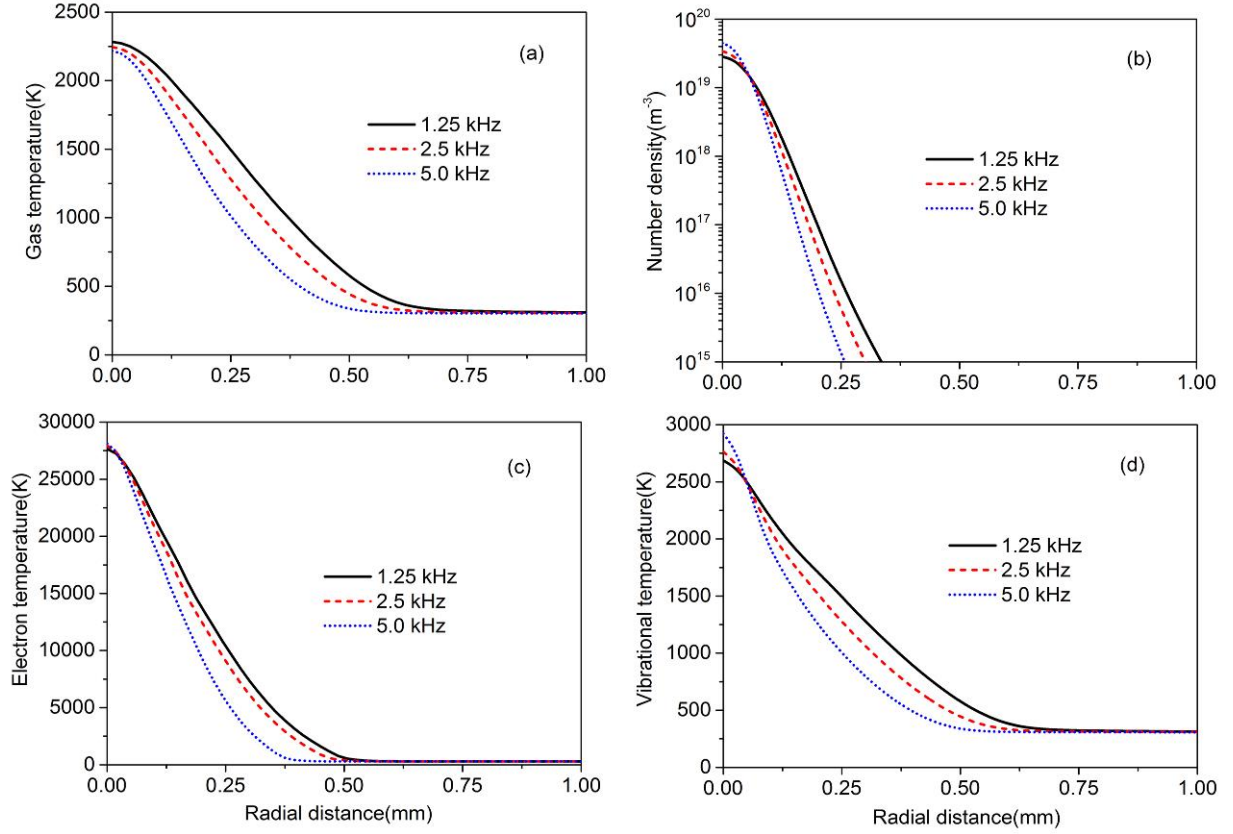 2500
2000
1500
1000
500
0
Gas temperature(K)
(a)
1.25 kHz
2.5 kHz
5.0 kHz
0.00 0.25 0.50 0.75 1.00
10^20
10^19
10^18
10^17
10^16
10^15
Number density(m^-3)
(b)
1.25 kHz
2.5 kHz
5.0 kHz
0.00 0.25 0.50 0.75 1.00
30000
25000
20000
15000
10000
5000
0
Electron temperature(K)
(c)
1.25 kHz
2.5 kHz
5.0 kHz
0.00 0.25 0.50 0.75 1.00
Radial distance(mm)
3000
2500
2000
1500
1000
500
0
Vibrational temperature(K)
(d)
1.25 kHz
2.5 kHz
5.0 kHz
0.00 0.25 0.50 0.75 1.00
Radial distance(mm)